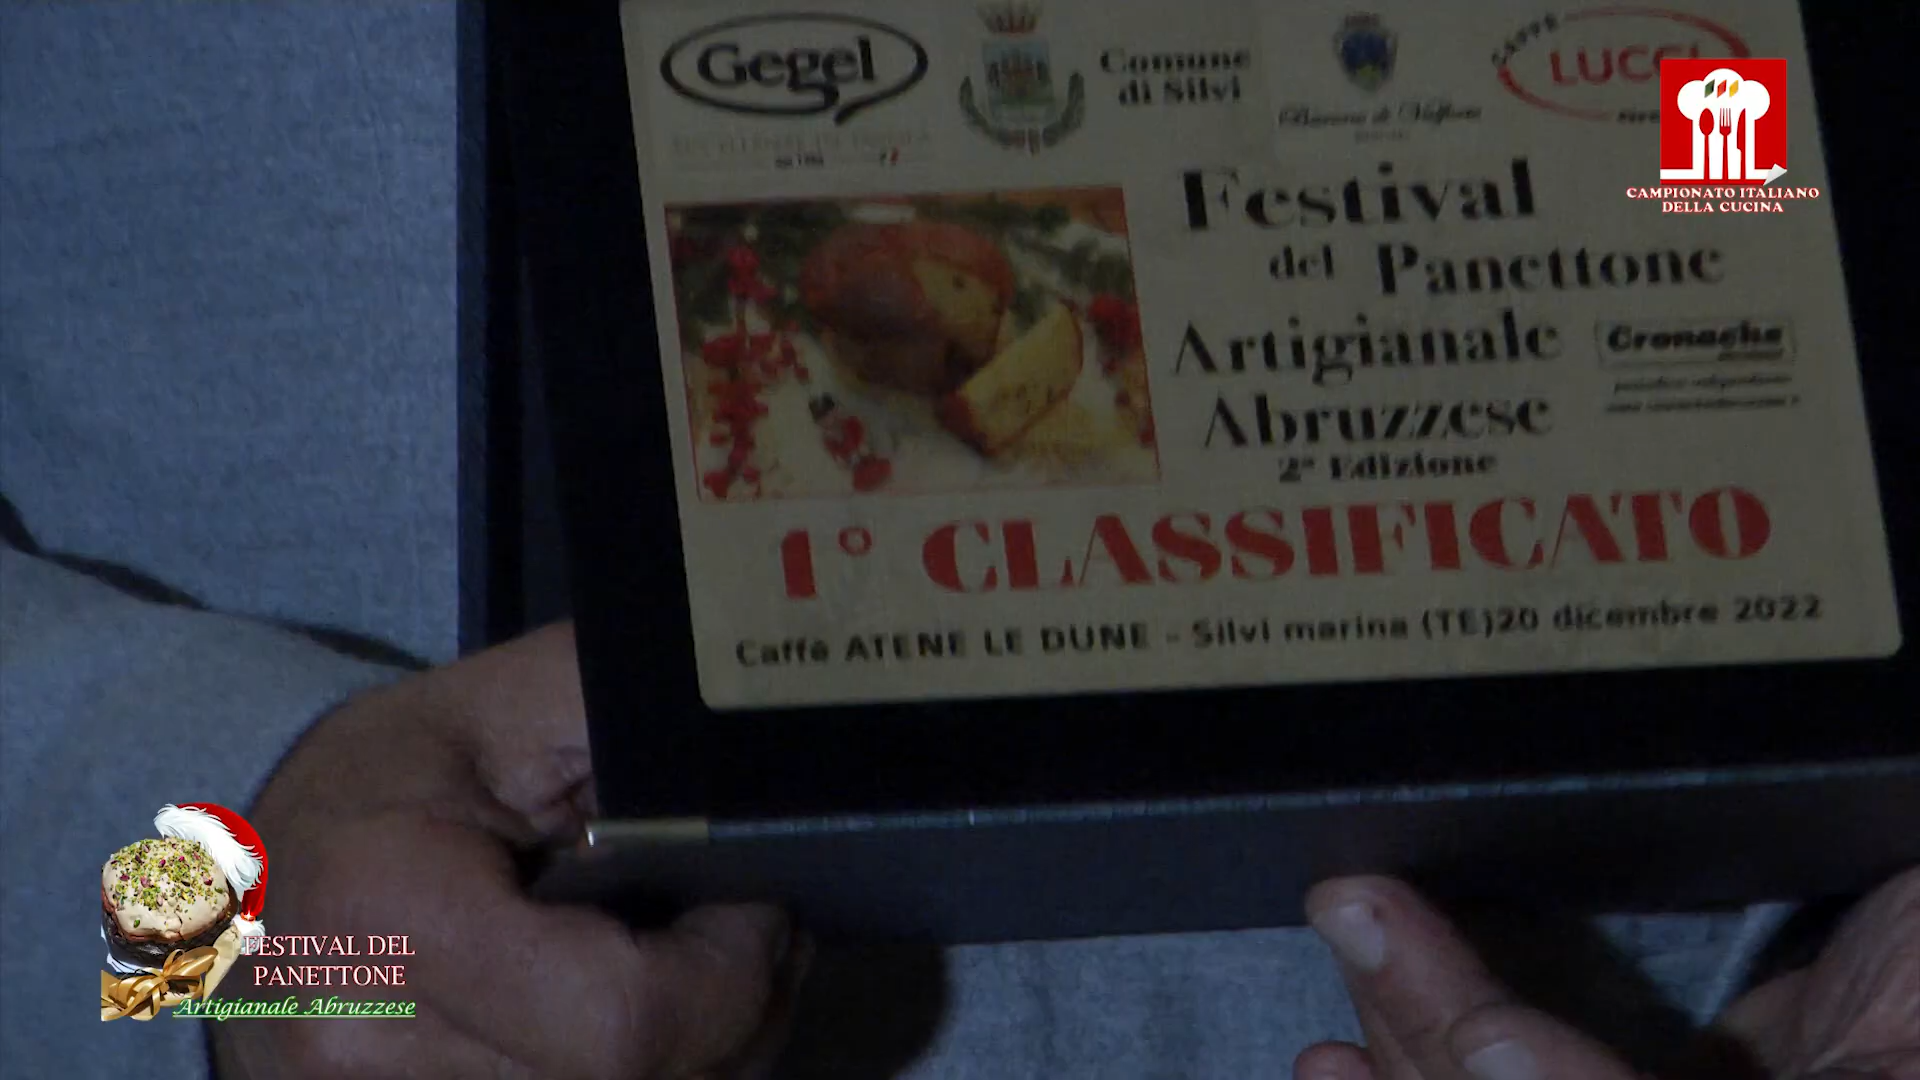 Gegel
Comune
di Silvi
CAFFÈ
LUCCI
CAMPIONATO ITALIANO
DELLA CUCINA
Festival
del Panettone
Artigianale
Cronache
Abruzzese
2ª Edizione
1° CLASSIFICATO
Caffè ATENE LE DUNE - Silvi marina (TE)20 dicembre 2022
FESTIVAL DEL
PANETTONE
Artigianale Abruzzese